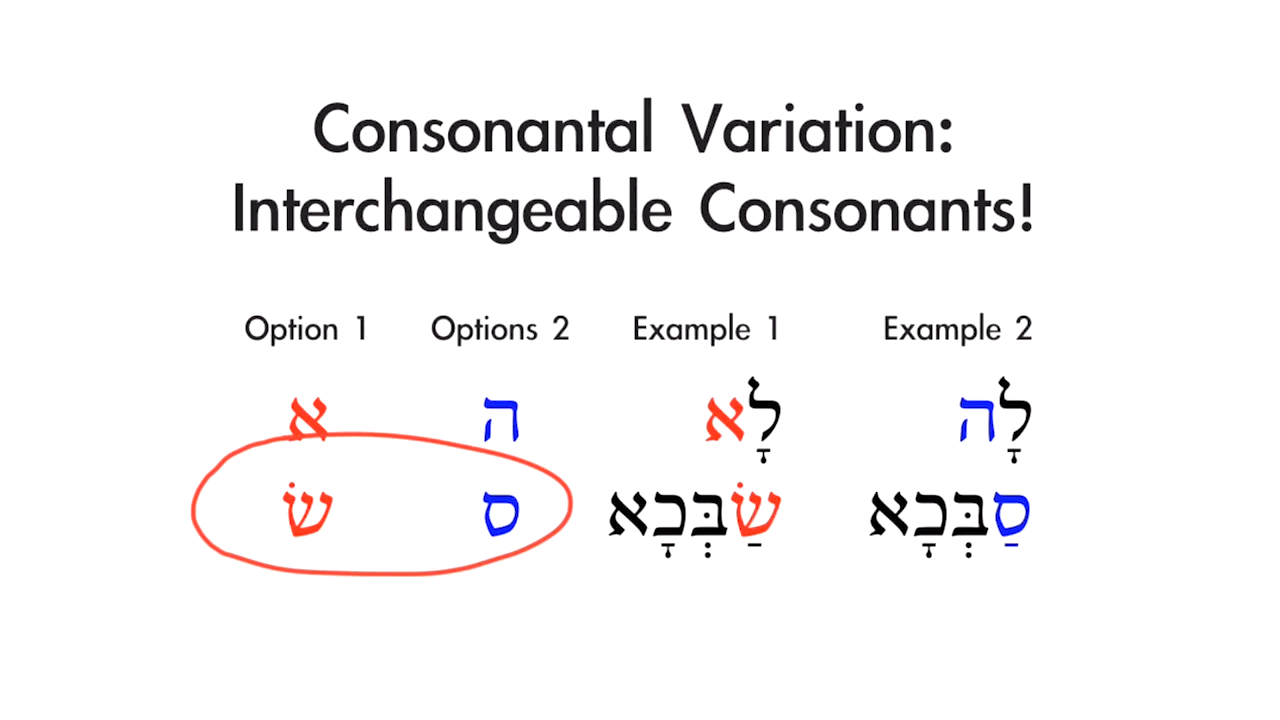 Consonantal Variation:
Interchangeable Consonants!
Option 1 Options 2 Example 1 Example 2
א ה לָא לָה
שׂ ס שַׂבְּכָא סַבְּכָא